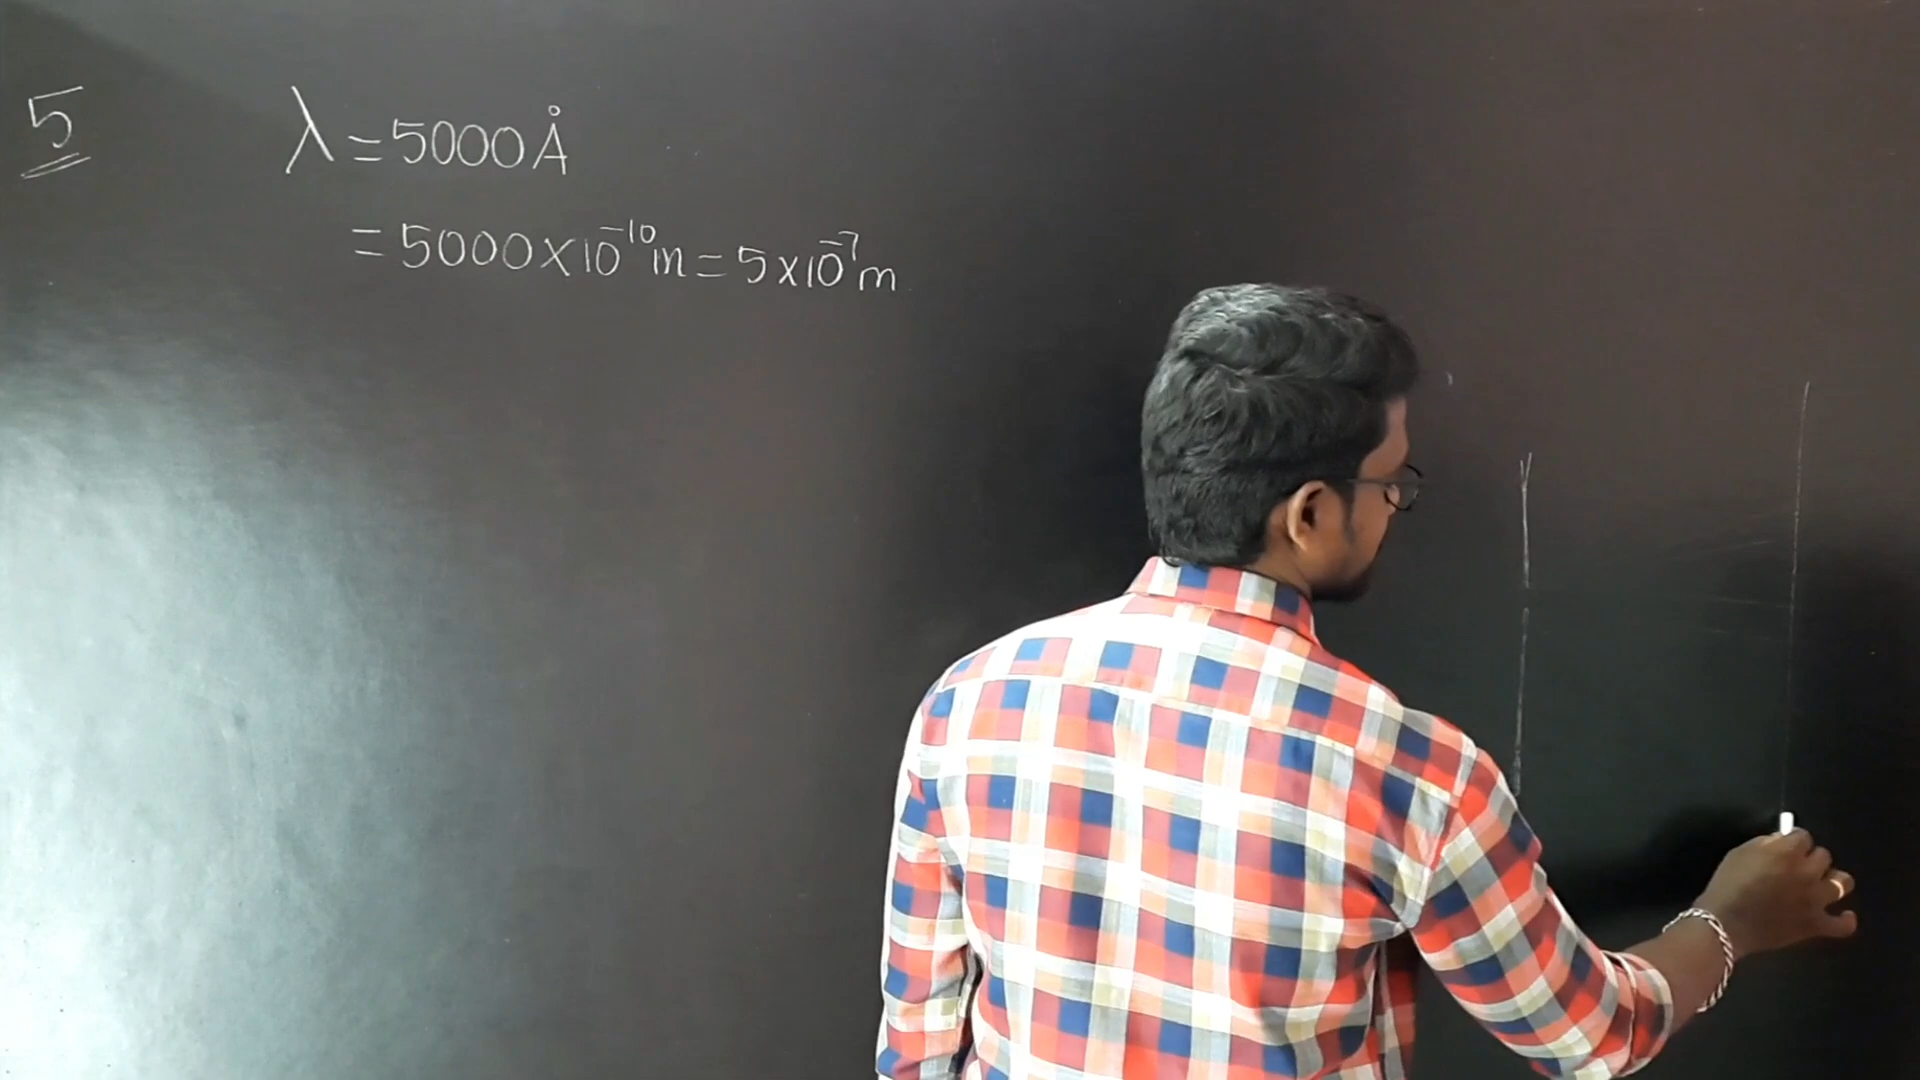 5
λ = 5000 Å
= 5000 × 10⁻¹⁰ m = 5 × 10⁻⁷ m